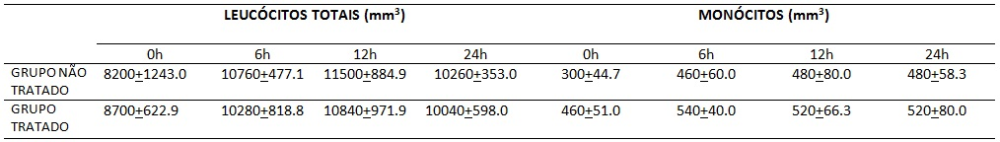 LEUCÓCITOS TOTAIS (mm³) MONÓCITOS (mm³)
0h 6h 12h 24h 0h 6h 12h 24h
GRUPO NÃO TRATADO 8200±1243.0 10760±477.1 11500±884.9 10260±353.0 300±44.7 460±60.0 480±80.0 480±58.3
GRUPO TRATADO 8700±622.9 10280±818.8 10840±971.9 10040±598.0 460±51.0 540±40.0 520±66.3 520±80.0